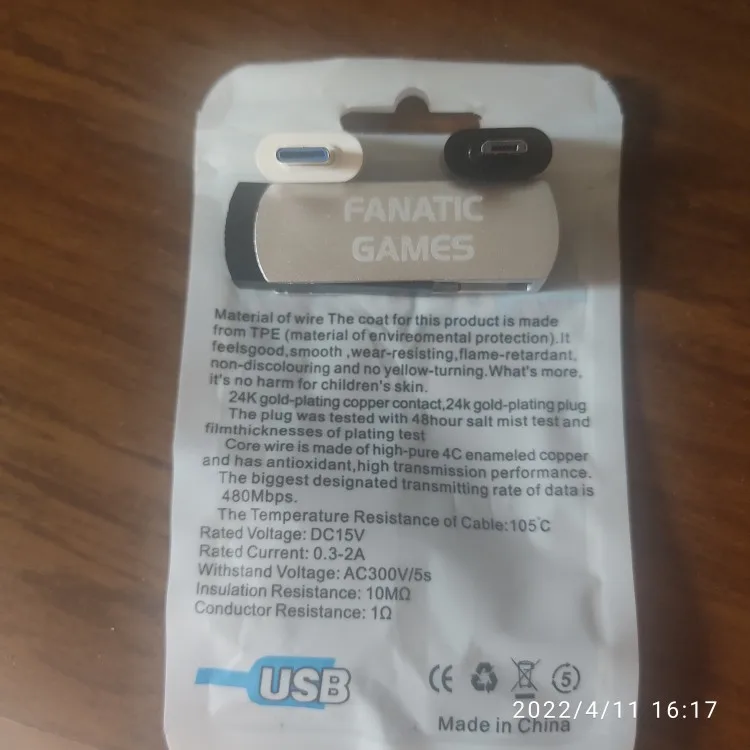 FANATIC
GAMES
Material of wire The coat for this product is made
from TPE (material of envireomental protection).It
feelsgood,smooth ,wear-resisting,flame-retardant,
non-discolouring and no yellow-turning.What's more,
it's no harm for children's skin.
24K gold-plating copper contact,24k gold-plating plug
The plug was tested with 48hour salt mist test and
filmthicknesses of plating test
Core wire is made of high-pure 4C enameled copper
and has antioxidant,high transmission performance.
The biggest designated transmitting rate of data is
480Mbps.
The Temperature Resistance of Cable:105℃
Rated Voltage: DC15V
Rated Current: 0.3-2A
Withstand Voltage: AC300V/5s
Insulation Resistance: 10MΩ
Conductor Resistance: 1Ω
USB
CE
5
2022/4/11 16:17
Made in China